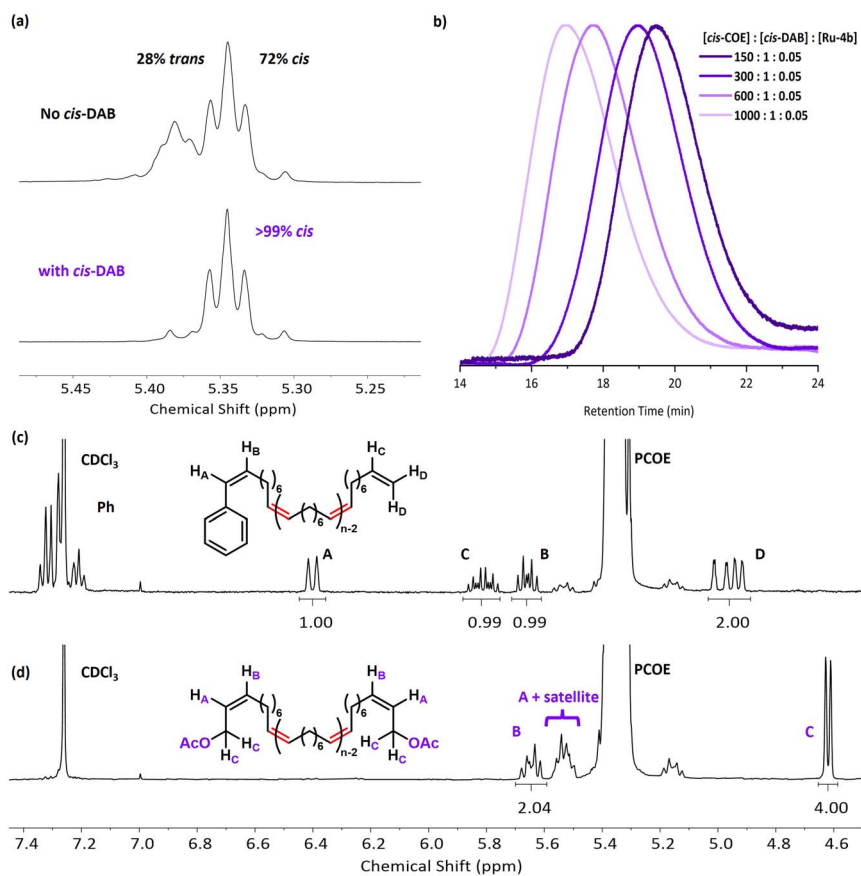 (a)
28% trans
72% cis
No cis-DAB
>99% cis
with cis-DAB
5.45
5.40
5.35
5.30
5.25
Chemical Shift (ppm)
b)
[cis-COE] : [cis-DAB] : [Ru-4b]
150 : 1 : 0.05
300 : 1 : 0.05
600 : 1 : 0.05
1000 : 1 : 0.05
14
16
18
20
22
24
Retention Time (min)
(c)
CDCl3
Ph
HA
HB
( )6
( )6
n-2
( )6
HC
HD
HD
PCOE
A
C
B
D
1.00
0.99
0.99
2.00
(d)
CDCl3
HA
HB
( )6
( )6
n-2
( )6
HB
HA
AcO
HC
HC
HC
HC
OAc
A + satellite
PCOE
B
C
2.04
4.00
7.4
7.2
7.0
6.8
6.6
6.4
6.2
6.0
5.8
5.6
5.4
5.2
5.0
4.8
4.6
Chemical Shift (ppm)